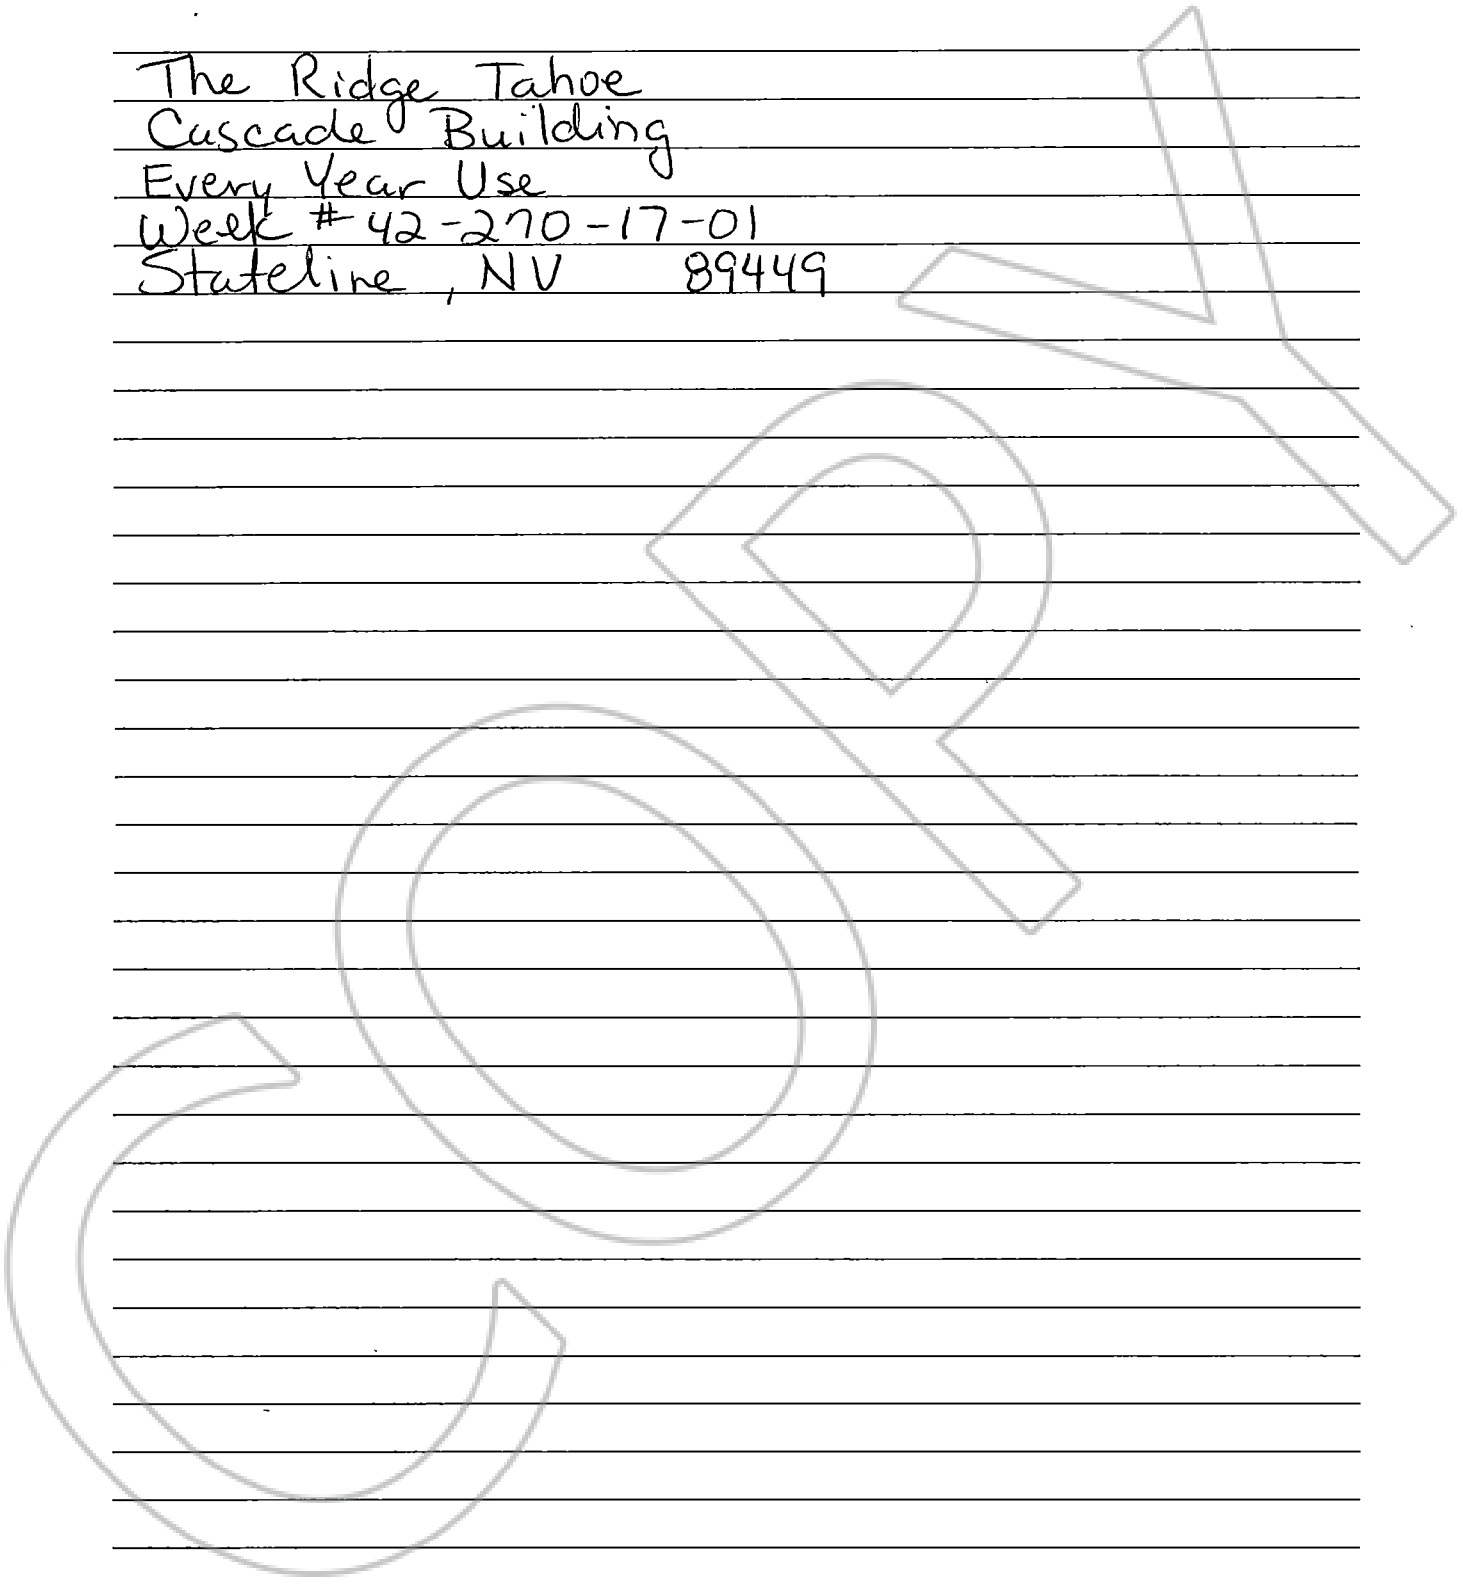 The Ridge Tahoe
Cascade Building
Every Year Use
Week # 42-270-17-01
Stateline, NV 89449
COPY